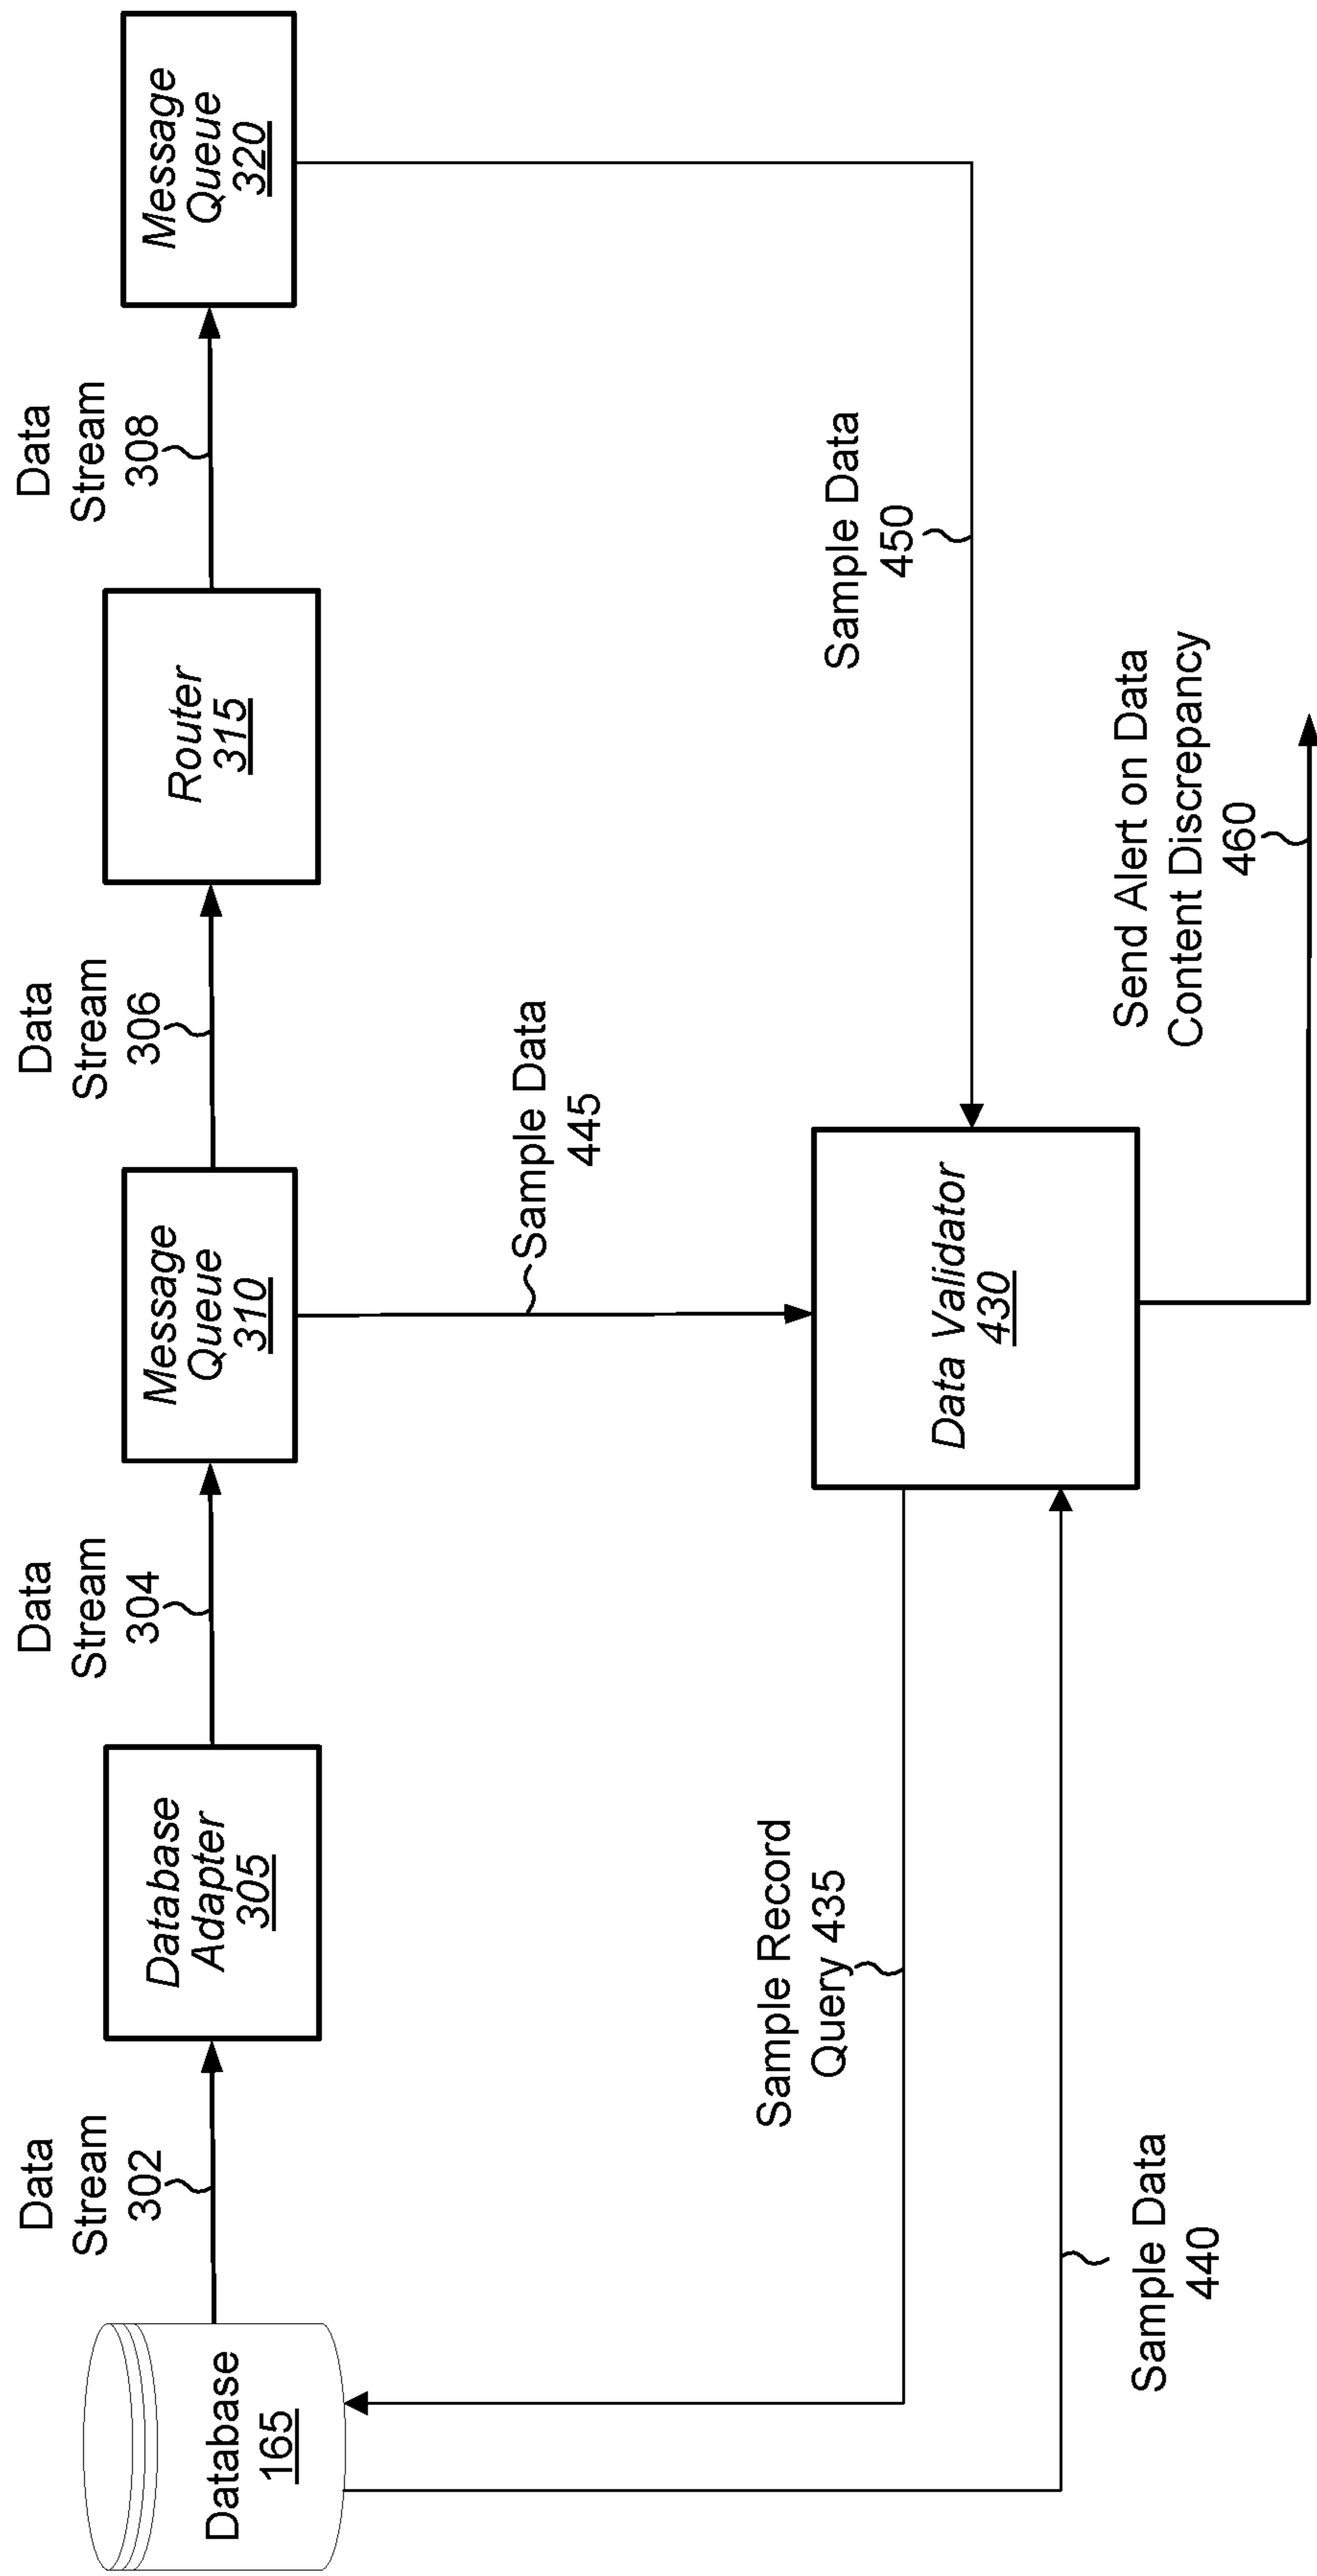 Data
Stream
302
Data
Stream
304
Data
Stream
306
Data
Stream
308
Database
165
Database
Adapter
305
Message
Queue
310
Router
315
Message
Queue
320
Sample Data
445
Sample Record
Query 435
Sample Data
450
Data Validator
430
Sample Data
440
Send Alert on Data
Content Discrepancy
460